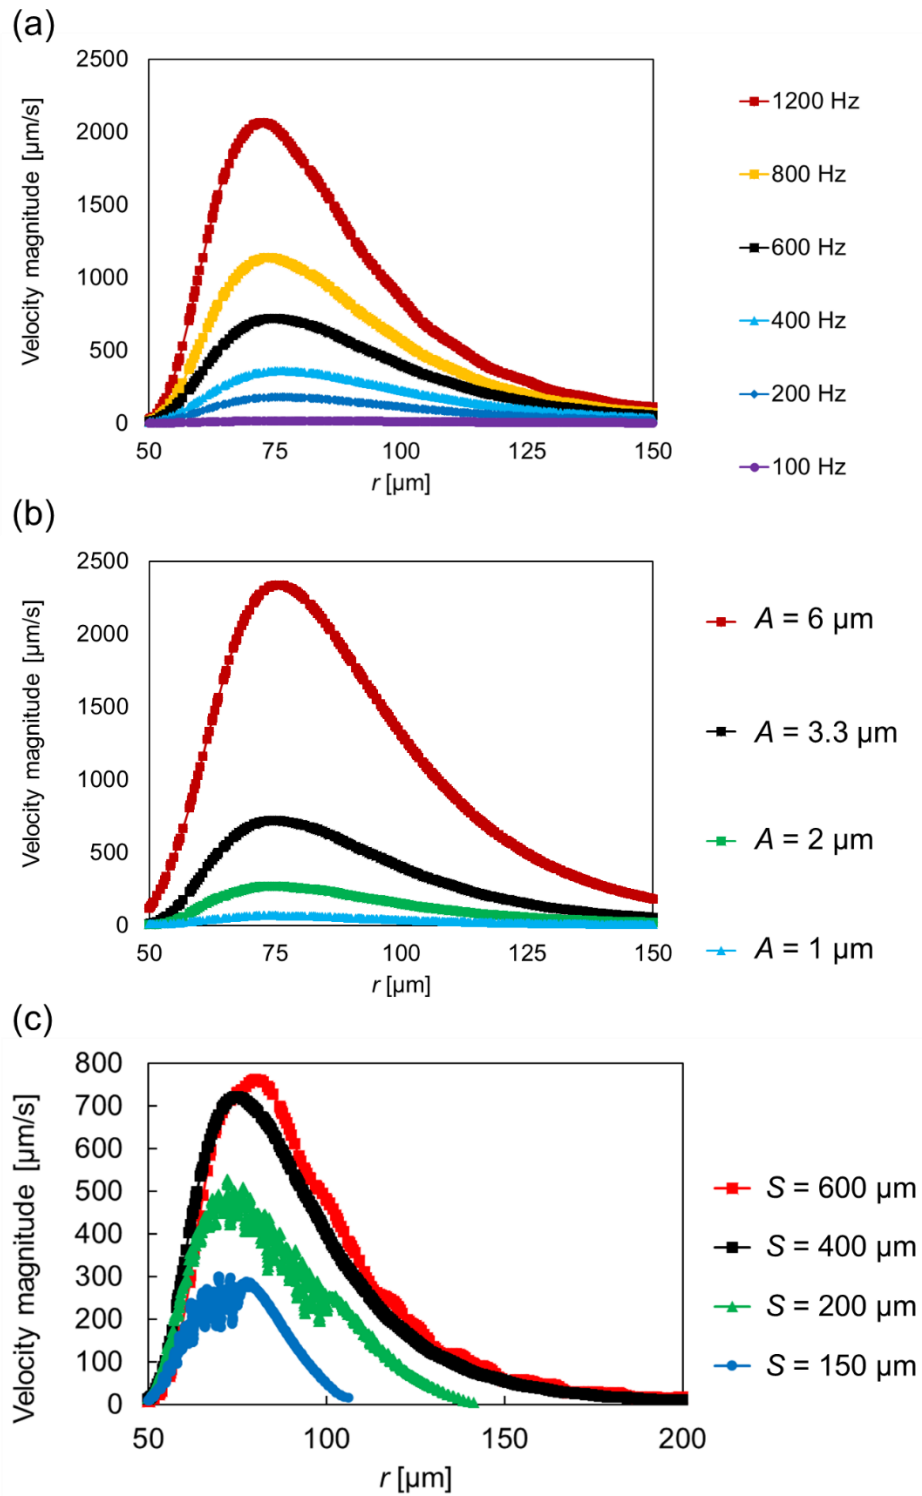 (a)
2500
2000
1500
1000
500
0
Velocity magnitude [µm/s]
50 75 100 125 150
r [µm]
1200 Hz
800 Hz
600 Hz
400 Hz
200 Hz
100 Hz
(b)
2500
2000
1500
1000
500
0
Velocity magnitude [µm/s]
50 75 100 125 150
r [µm]
A = 6 µm
A = 3.3 µm
A = 2 µm
A = 1 µm
(c)
800
700
600
500
400
300
200
100
0
Velocity magnitude [µm/s]
50 100 150 200
r [µm]
S = 600 µm
S = 400 µm
S = 200 µm
S = 150 µm